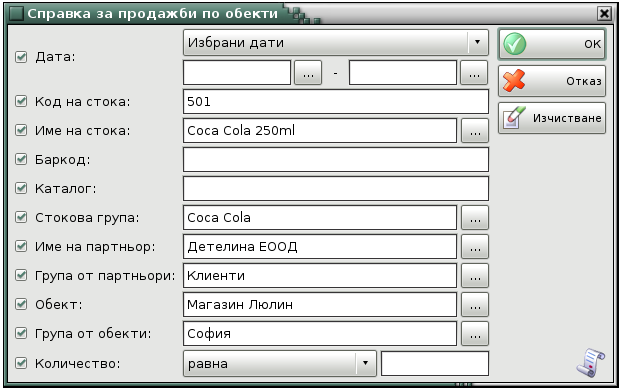 Справка за продажби по обекти
Дата: Избрани дати
... - ...
Код на стока: 501
Име на стока: Coca Cola 250ml ...
Баркод:
Каталог:
Стокова група: Coca Cola ...
Име на партньор: Детелина ЕООД ...
Група от партньори: Клиенти ...
Обект: Магазин Люлин ...
Група от обекти: София ...
Количество: равна
ОК
Отказ
Изчистване